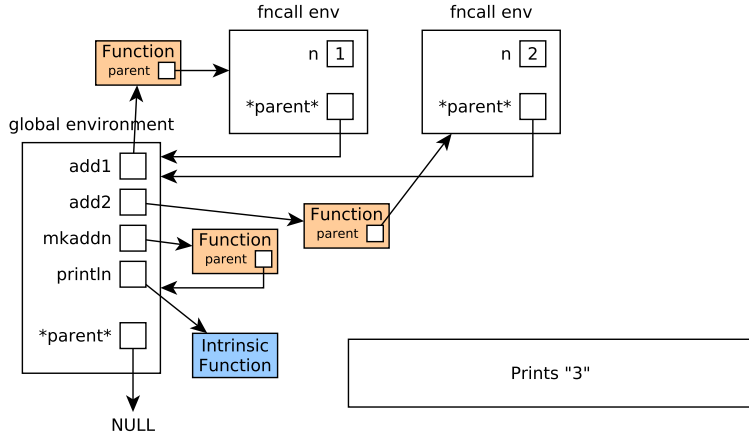 fncall env
fncall env
Function
parent
n 1
*parent*
n 2
*parent*
global environment
add1
add2
mkaddn
println
*parent*
Function
parent
Function
parent
Intrinsic
Function
Prints "3"
NULL